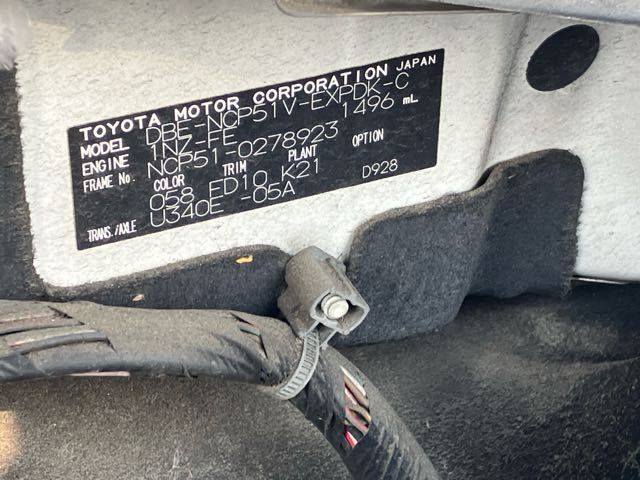 TOYOTA MOTOR CORPORATION JAPAN
MODEL DBE-NCP51V-EXPDK-C
ENGINE 1NZ-FE 1496 mL
FRAME No. NCP51-0278923
COLOR TRIM PLANT OPTION
058 FD10 K21 D928
TRANS./AXLE U340E -05A